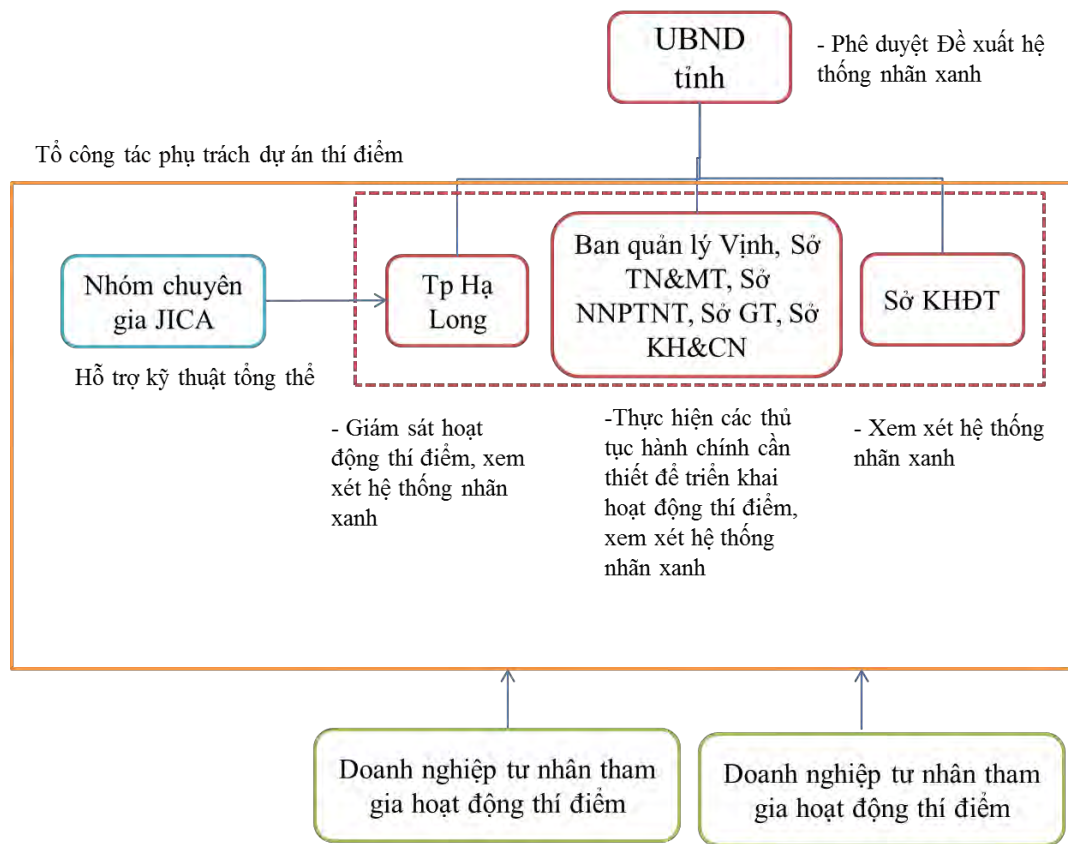 UBND
tỉnh
- Phê duyệt Đề xuất hệ
thống nhãn xanh
Tổ công tác phụ trách dự án thí điểm
Nhóm chuyên
gia JICA
Hỗ trợ kỹ thuật tổng thể
Tp Hạ
Long
Ban quản lý Vịnh, Sở
TN&MT, Sở
NNPTNT, Sở GT, Sở
KH&CN
Sở KHĐT
- Giám sát hoạt
động thí điểm, xem
xét hệ thống nhãn
xanh
-Thực hiện các thủ
tục hành chính cần
thiết để triển khai
hoạt động thí điểm,
xem xét hệ thống
nhãn xanh
- Xem xét hệ thống
nhãn xanh
Doanh nghiệp tư nhân tham
gia hoạt động thí điểm
Doanh nghiệp tư nhân tham
gia hoạt động thí điểm